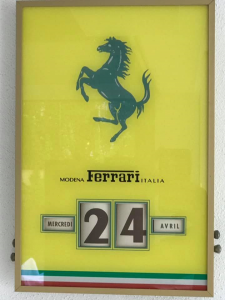 MODENA Ferrari ITALIA
MERCREDI 24 AVRIL